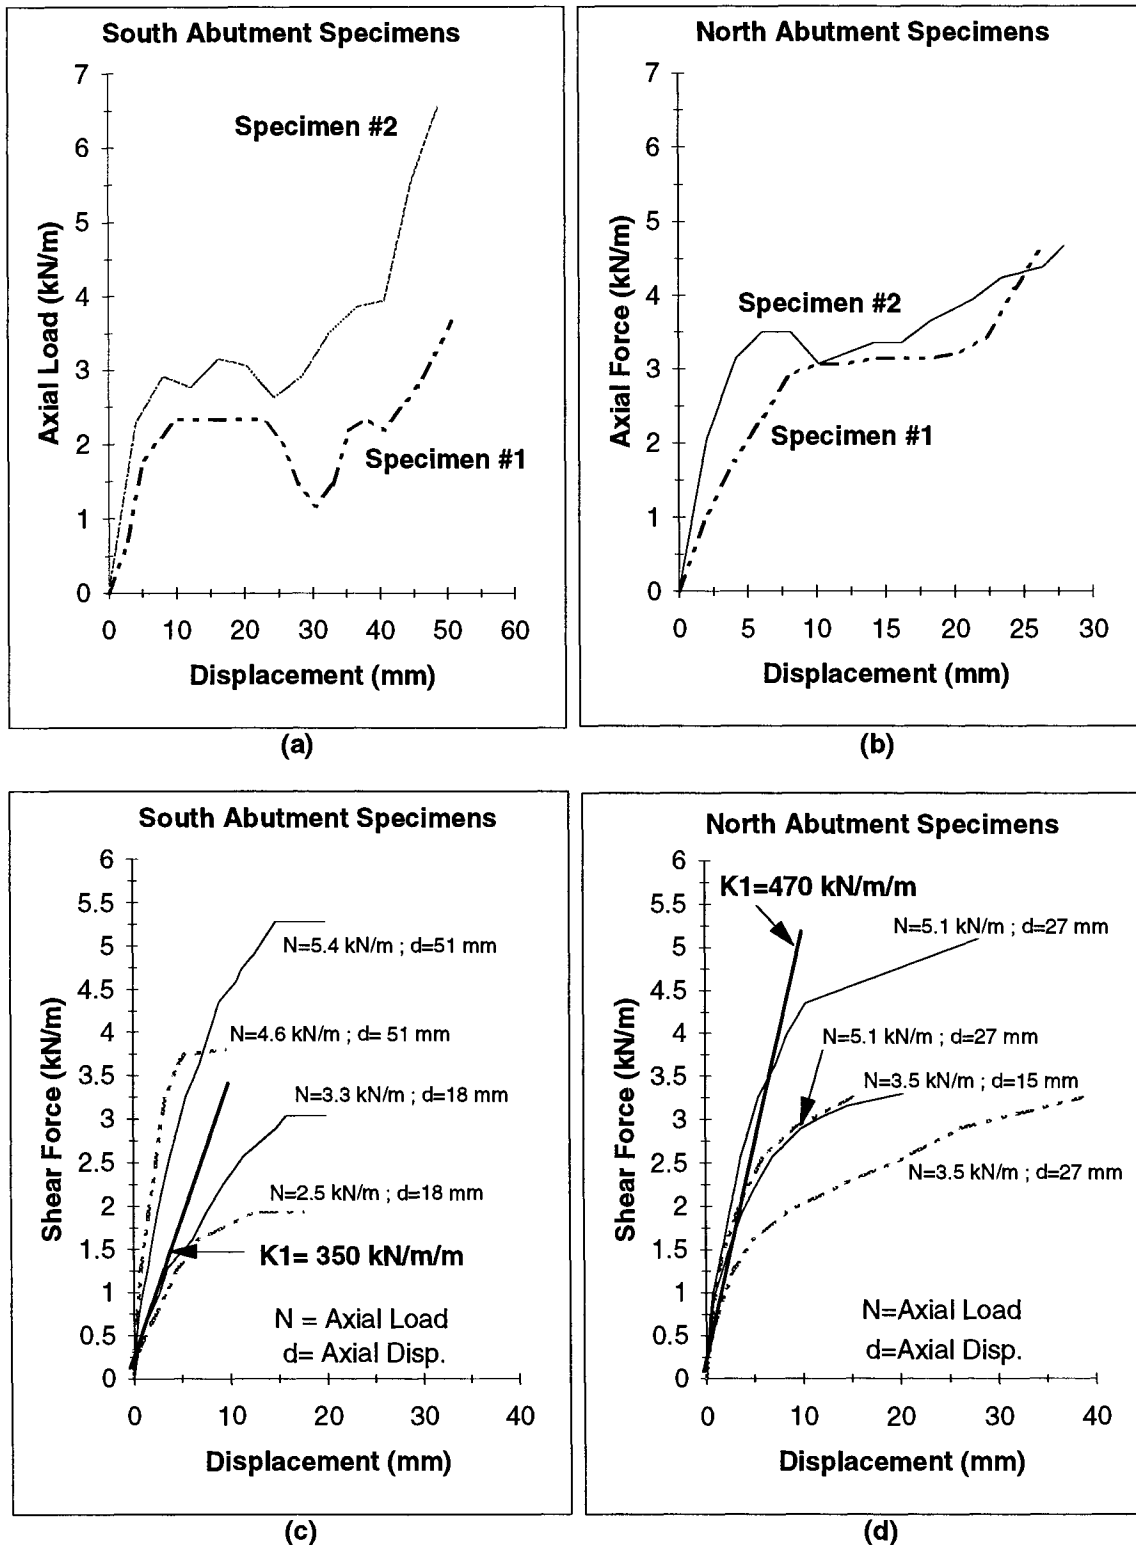 South Abutment Specimens
7
6
5
4
3
2
1
0
Axial Load (kN/m)
Specimen #2
Specimen #1
0 10 20 30 40 50 60
Displacement (mm)
(a)
North Abutment Specimens
7
6
5
4
3
2
1
0
Axial Force (kN/m)
Specimen #2
Specimen #1
0 5 10 15 20 25 30
Displacement (mm)
(b)
South Abutment Specimens
6
5.5
5
4.5
4
3.5
3
2.5
2
1.5
1
0.5
0
Shear Force (kN/m)
N=5.4 kN/m ; d=51 mm
N=4.6 kN/m ; d= 51 mm
N=3.3 kN/m ; d=18 mm
N=2.5 kN/m ; d=18 mm
K1= 350 kN/m/m
N = Axial Load
d= Axial Disp.
0 10 20 30 40
Displacement (mm)
(c)
North Abutment Specimens
6
5.5
5
4.5
4
3.5
3
2.5
2
1.5
1
0.5
0
Shear Force (kN/m)
K1=470 kN/m/m
N=5.1 kN/m ; d=27 mm
N=5.1 kN/m ; d=27 mm
N=3.5 kN/m ; d=15 mm
N=3.5 kN/m ; d=27 mm
N=Axial Load
d=Axial Disp.
0 10 20 30 40
Displacement (mm)
(d)